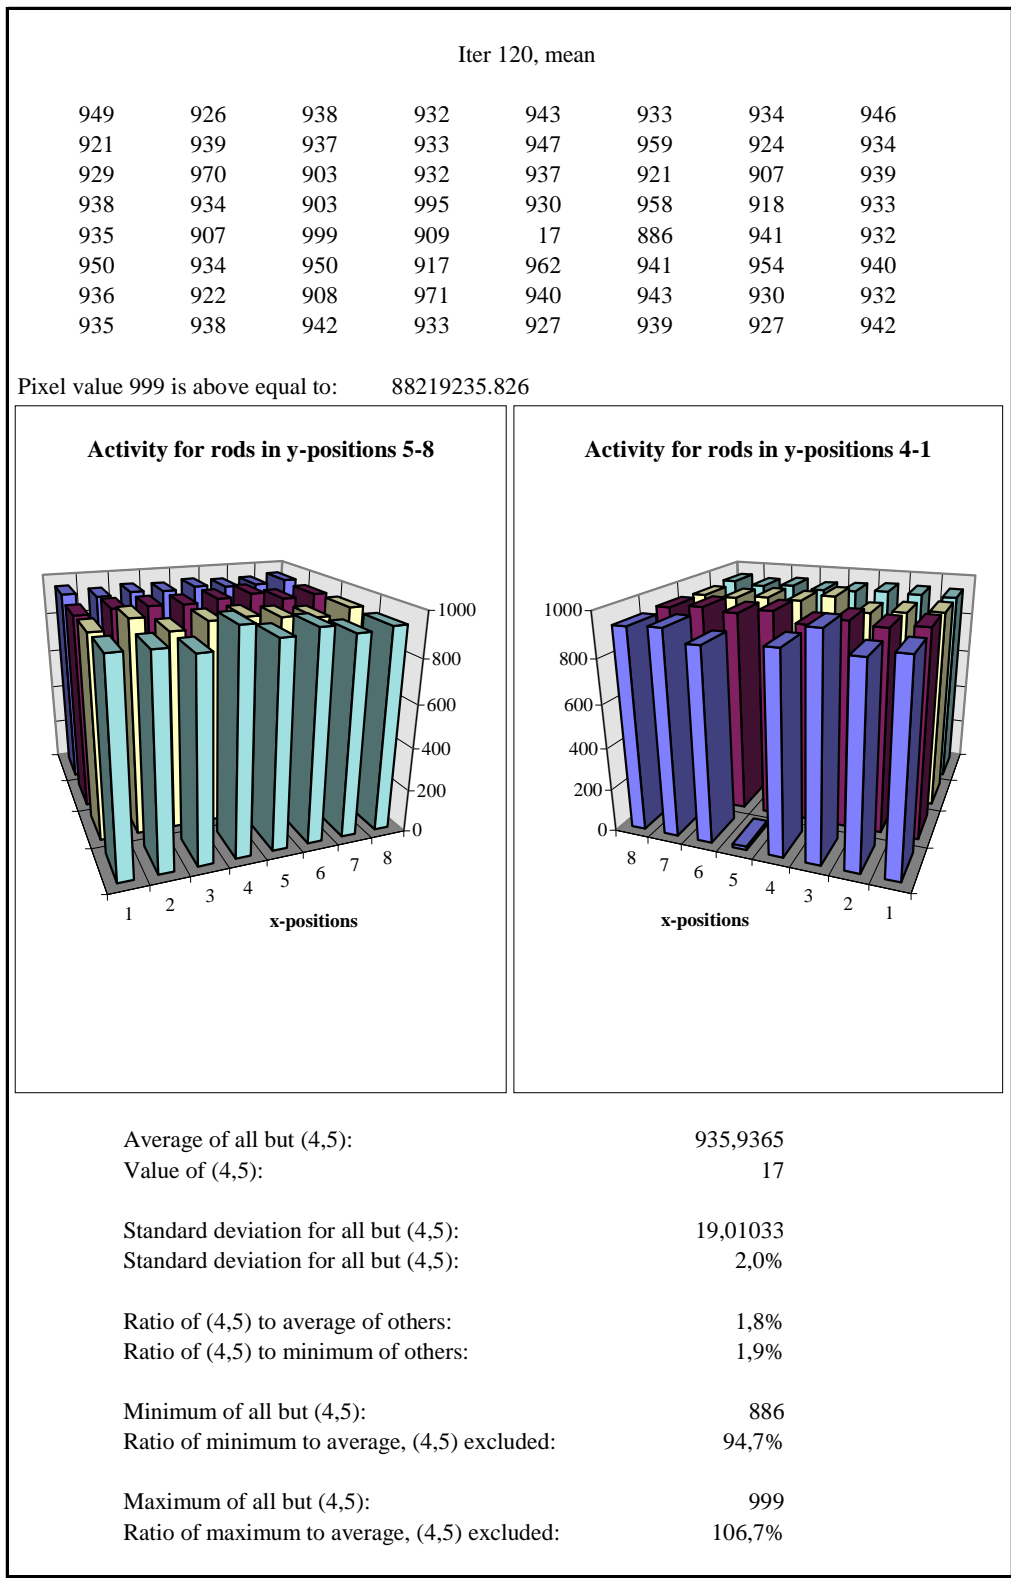 Iter 120, mean
949 926 938 932 943 933 934 946
921 939 937 933 947 959 924 934
929 970 903 932 937 921 907 939
938 934 903 995 930 958 918 933
935 907 999 909 17 886 941 932
950 934 950 917 962 941 954 940
936 922 908 971 940 943 930 932
935 938 942 933 927 939 927 942
Pixel value 999 is above equal to: 88219235.826
Activity for rods in y-positions 5-8
1000
800
600
400
200
0
1 2 3 4 5 6 7 8
x-positions
Activity for rods in y-positions 4-1
1000
800
600
400
200
0
8 7 6 5 4 3 2 1
x-positions
Average of all but (4,5): 935,9365
Value of (4,5): 17
Standard deviation for all but (4,5): 19,01033
Standard deviation for all but (4,5): 2,0%
Ratio of (4,5) to average of others: 1,8%
Ratio of (4,5) to minimum of others: 1,9%
Minimum of all but (4,5): 886
Ratio of minimum to average, (4,5) excluded: 94,7%
Maximum of all but (4,5): 999
Ratio of maximum to average, (4,5) excluded: 106,7%